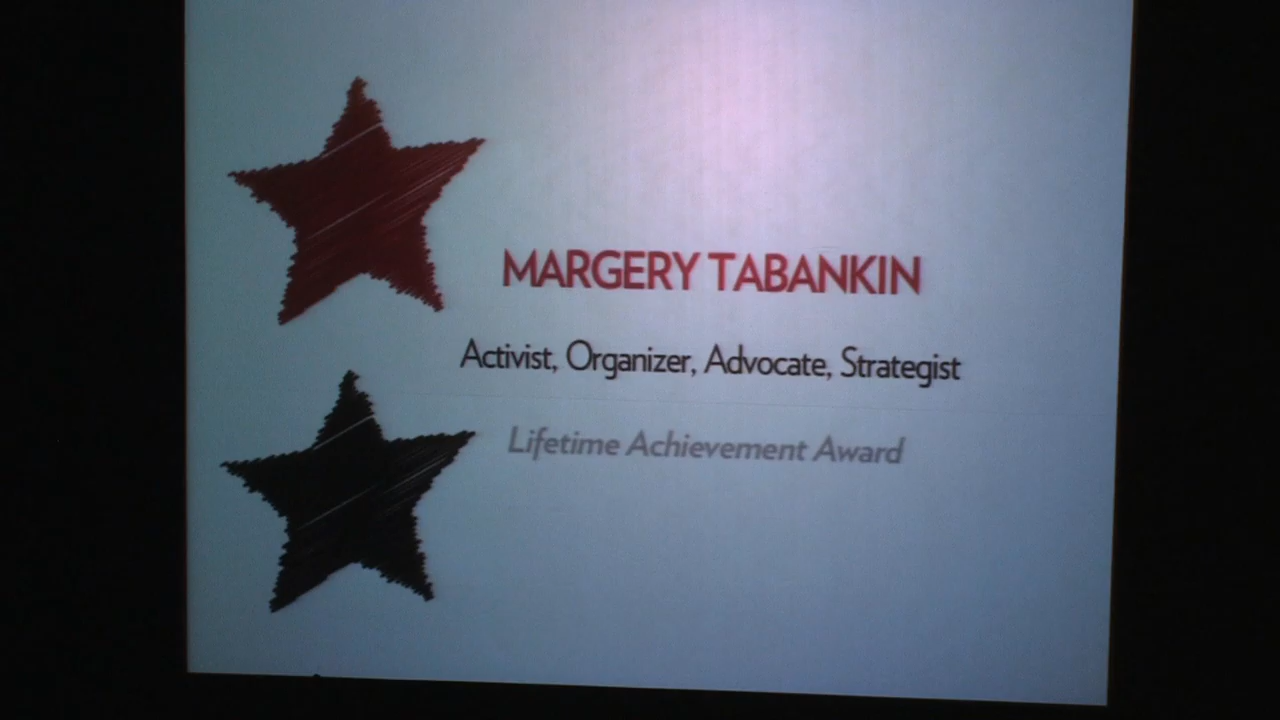 MARGERY TABANKIN
Activist, Organizer, Advocate, Strategist
Lifetime Achievement Award